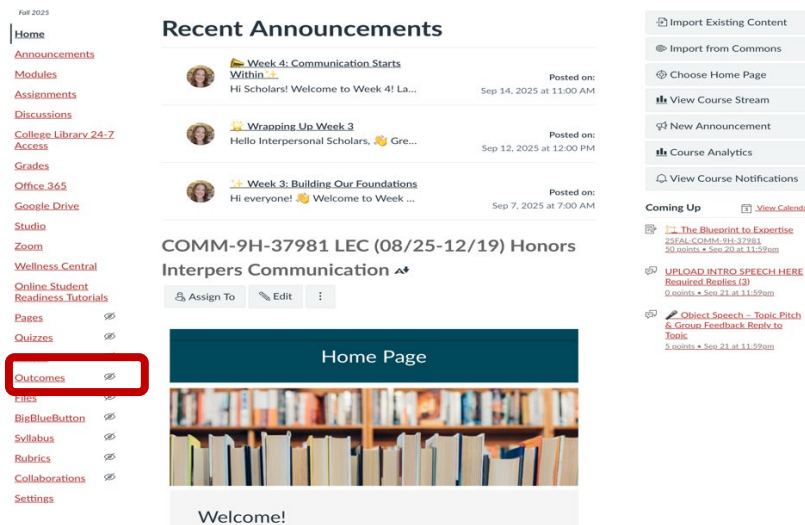 Fall 2025
Home
Announcements
Modules
Assignments
Discussions
College Library 24-7
Access
Grades
Office 365
Google Drive
Studio
Zoom
Wellness Central
Online Student
Readiness Tutorials
Pages
Quizzes
Outcomes
Files
BigBlueButton
Syllabus
Rubrics
Collaborations
Settings
Recent Announcements
Week 4: Communication Starts
Within
Hi Scholars! Welcome to Week 4! La...
Posted on:
Sep 14, 2025 at 11:00 AM
Wrapping Up Week 3
Hello Interpersonal Scholars, 👋 Gre...
Posted on:
Sep 12, 2025 at 12:00 PM
Week 3: Building Our Foundations
Hi everyone! 👋 Welcome to Week ...
Posted on:
Sep 7, 2025 at 7:00 AM
COMM-9H-37981 LEC (08/25-12/19) Honors
Interpers Communication
Assign To
Edit
Home Page
Welcome!
Import Existing Content
Import from Commons
Choose Home Page
View Course Stream
New Announcement
Course Analytics
View Course Notifications
Coming Up
View Calenda
The Blueprint to Expertise
25FAL-COMM-9H-37981
50 points • Sep 20 at 11:59pm
UPLOAD INTRO SPEECH HERE
Required Replies (3)
0 points • Sep 21 at 11:59pm
Object Speech – Topic Pitch
& Group Feedback Reply to
Topic
5 points • Sep 21 at 11:59pm